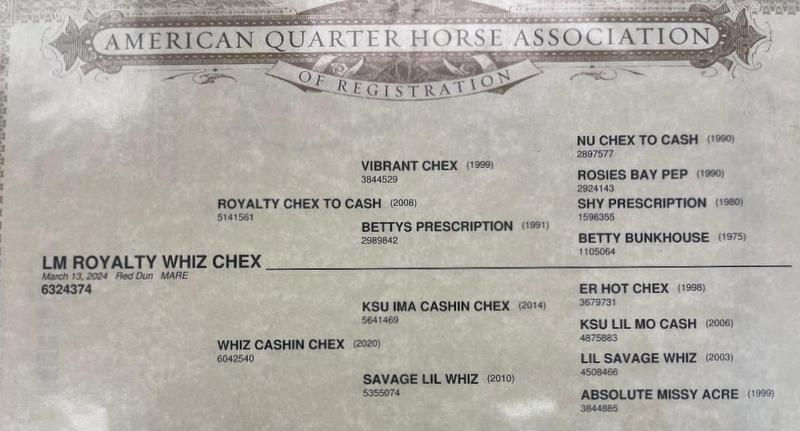 AMERICAN QUARTER HORSE ASSOCIATION
OF REGISTRATION
NU CHEX TO CASH (1990)
2897577
VIBRANT CHEX (1999)
3844529
ROSIES BAY PEP (1990)
2924143
ROYALTY CHEX TO CASH (2008)
5141561
SHY PRESCRIPTION (1980)
1596355
BETTYS PRESCRIPTION (1991)
2989842
BETTY BUNKHOUSE (1975)
1105064
LM ROYALTY WHIZ CHEX
March 13, 2024 Red Dun MARE
6324374
ER HOT CHEX (1998)
3679731
KSU IMA CASHIN CHEX (2014)
5641469
KSU LIL MO CASH (2006)
4875883
WHIZ CASHIN CHEX (2020)
6042540
LIL SAVAGE WHIZ (2003)
4508466
SAVAGE LIL WHIZ (2010)
5355074
ABSOLUTE MISSY ACRE (1999)
3844885